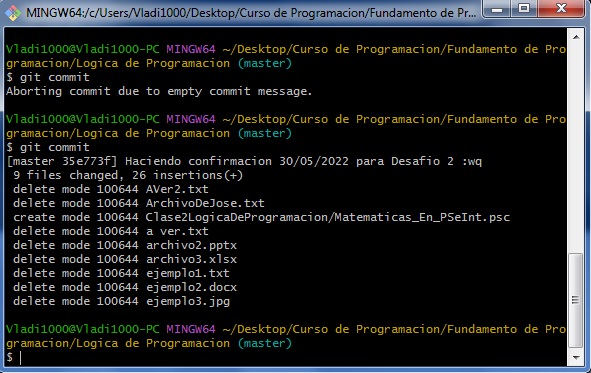 MINGW64:/c/Users/Vladi1000/Desktop/Curso de Programacion/Fundamento de Pr...
Vladi1000@Vladi1000-PC MINGW64 ~/Desktop/Curso de Programacion/Fundamento de Pro
gramacion/Logica de Programacion (master)
$ git commit
Aborting commit due to empty commit message.
Vladi1000@Vladi1000-PC MINGW64 ~/Desktop/Curso de Programacion/Fundamento de Pro
gramacion/Logica de Programacion (master)
$ git commit
[master 35e773f] Haciendo confirmacion 30/05/2022 para Desafio 2 :wq
9 files changed, 26 insertions(+)
delete mode 100644 AVer2.txt
delete mode 100644 ArchivoDeJose.txt
create mode 100644 Clase2LogicaDeProgramacion/Matematicas_En_PSeInt.psc
delete mode 100644 a ver.txt
delete mode 100644 archivo2.pptx
delete mode 100644 archivo3.xlsx
delete mode 100644 ejemplo1.txt
delete mode 100644 ejemplo2.docx
delete mode 100644 ejemplo3.jpg
Vladi1000@Vladi1000-PC MINGW64 ~/Desktop/Curso de Programacion/Fundamento de Pro
gramacion/Logica de Programacion (master)
$